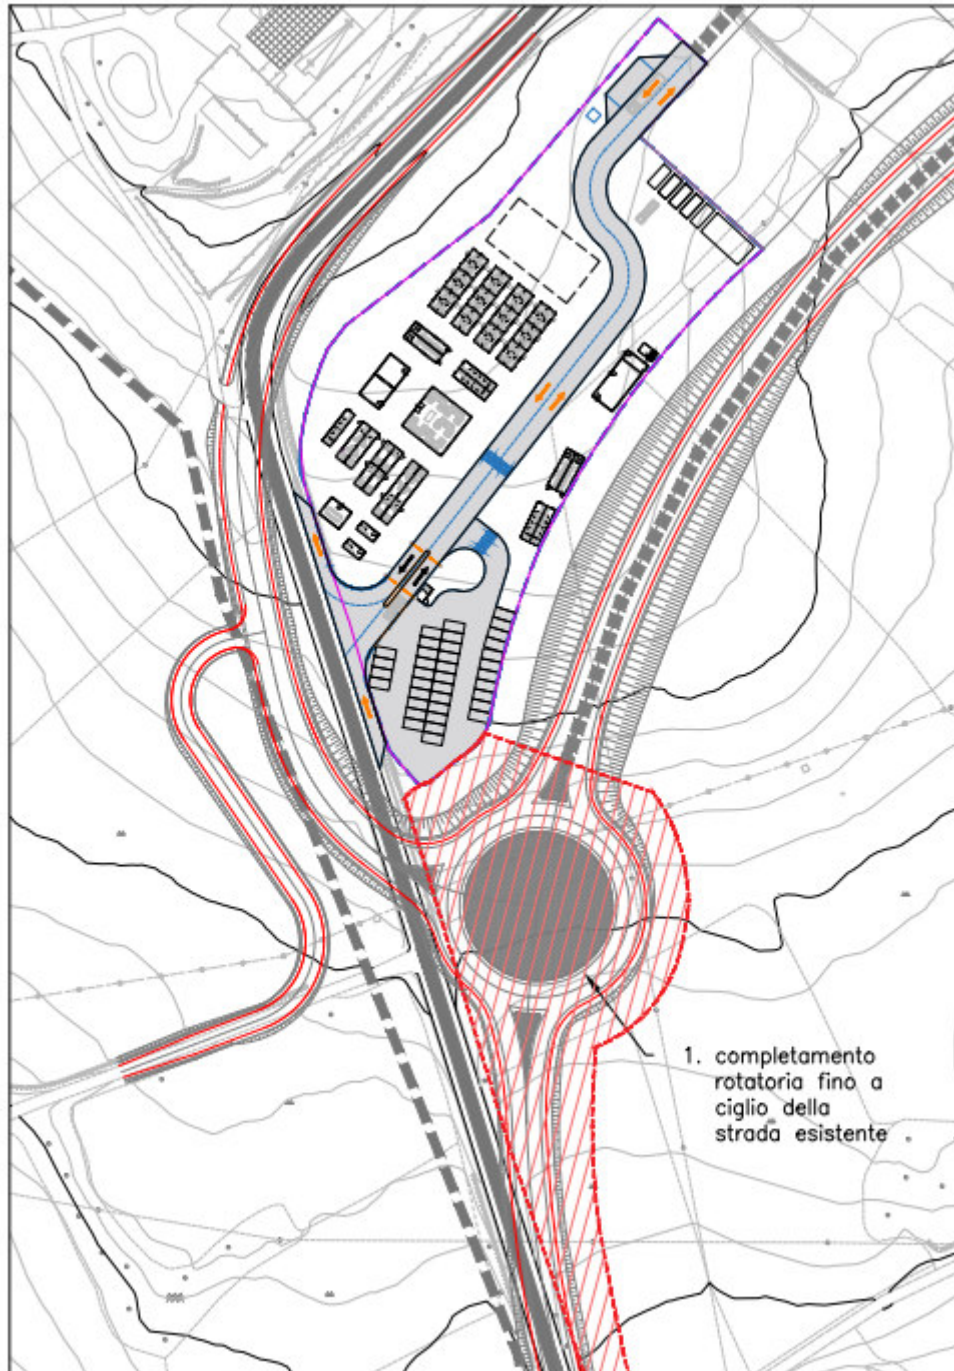 1. completamento
rotatoria fino a
ciglio della
strada esistente